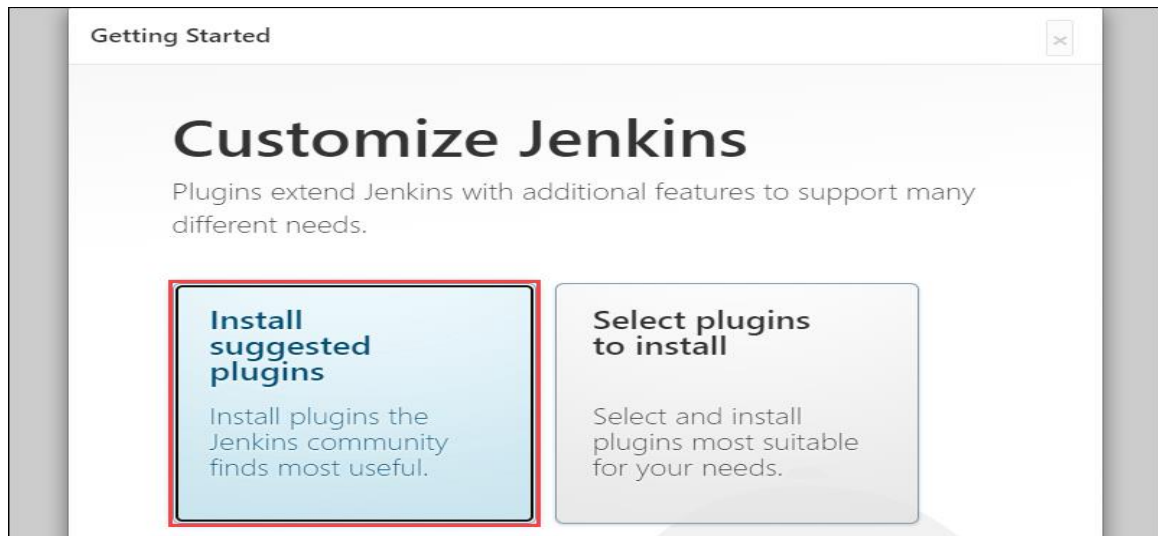 Getting Started
Customize Jenkins
Plugins extend Jenkins with additional features to support many
different needs.
Install
suggested
plugins
Install plugins the
Jenkins community
finds most useful.
Select plugins
to install
Select and install
plugins most suitable
for your needs.